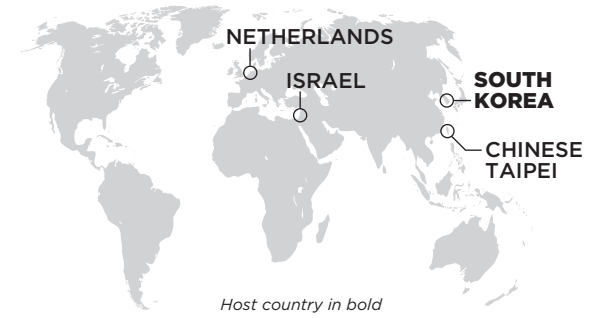 NETHERLANDS
ISRAEL
SOUTH
KOREA
CHINESE
TAIPEI
Host country in bold